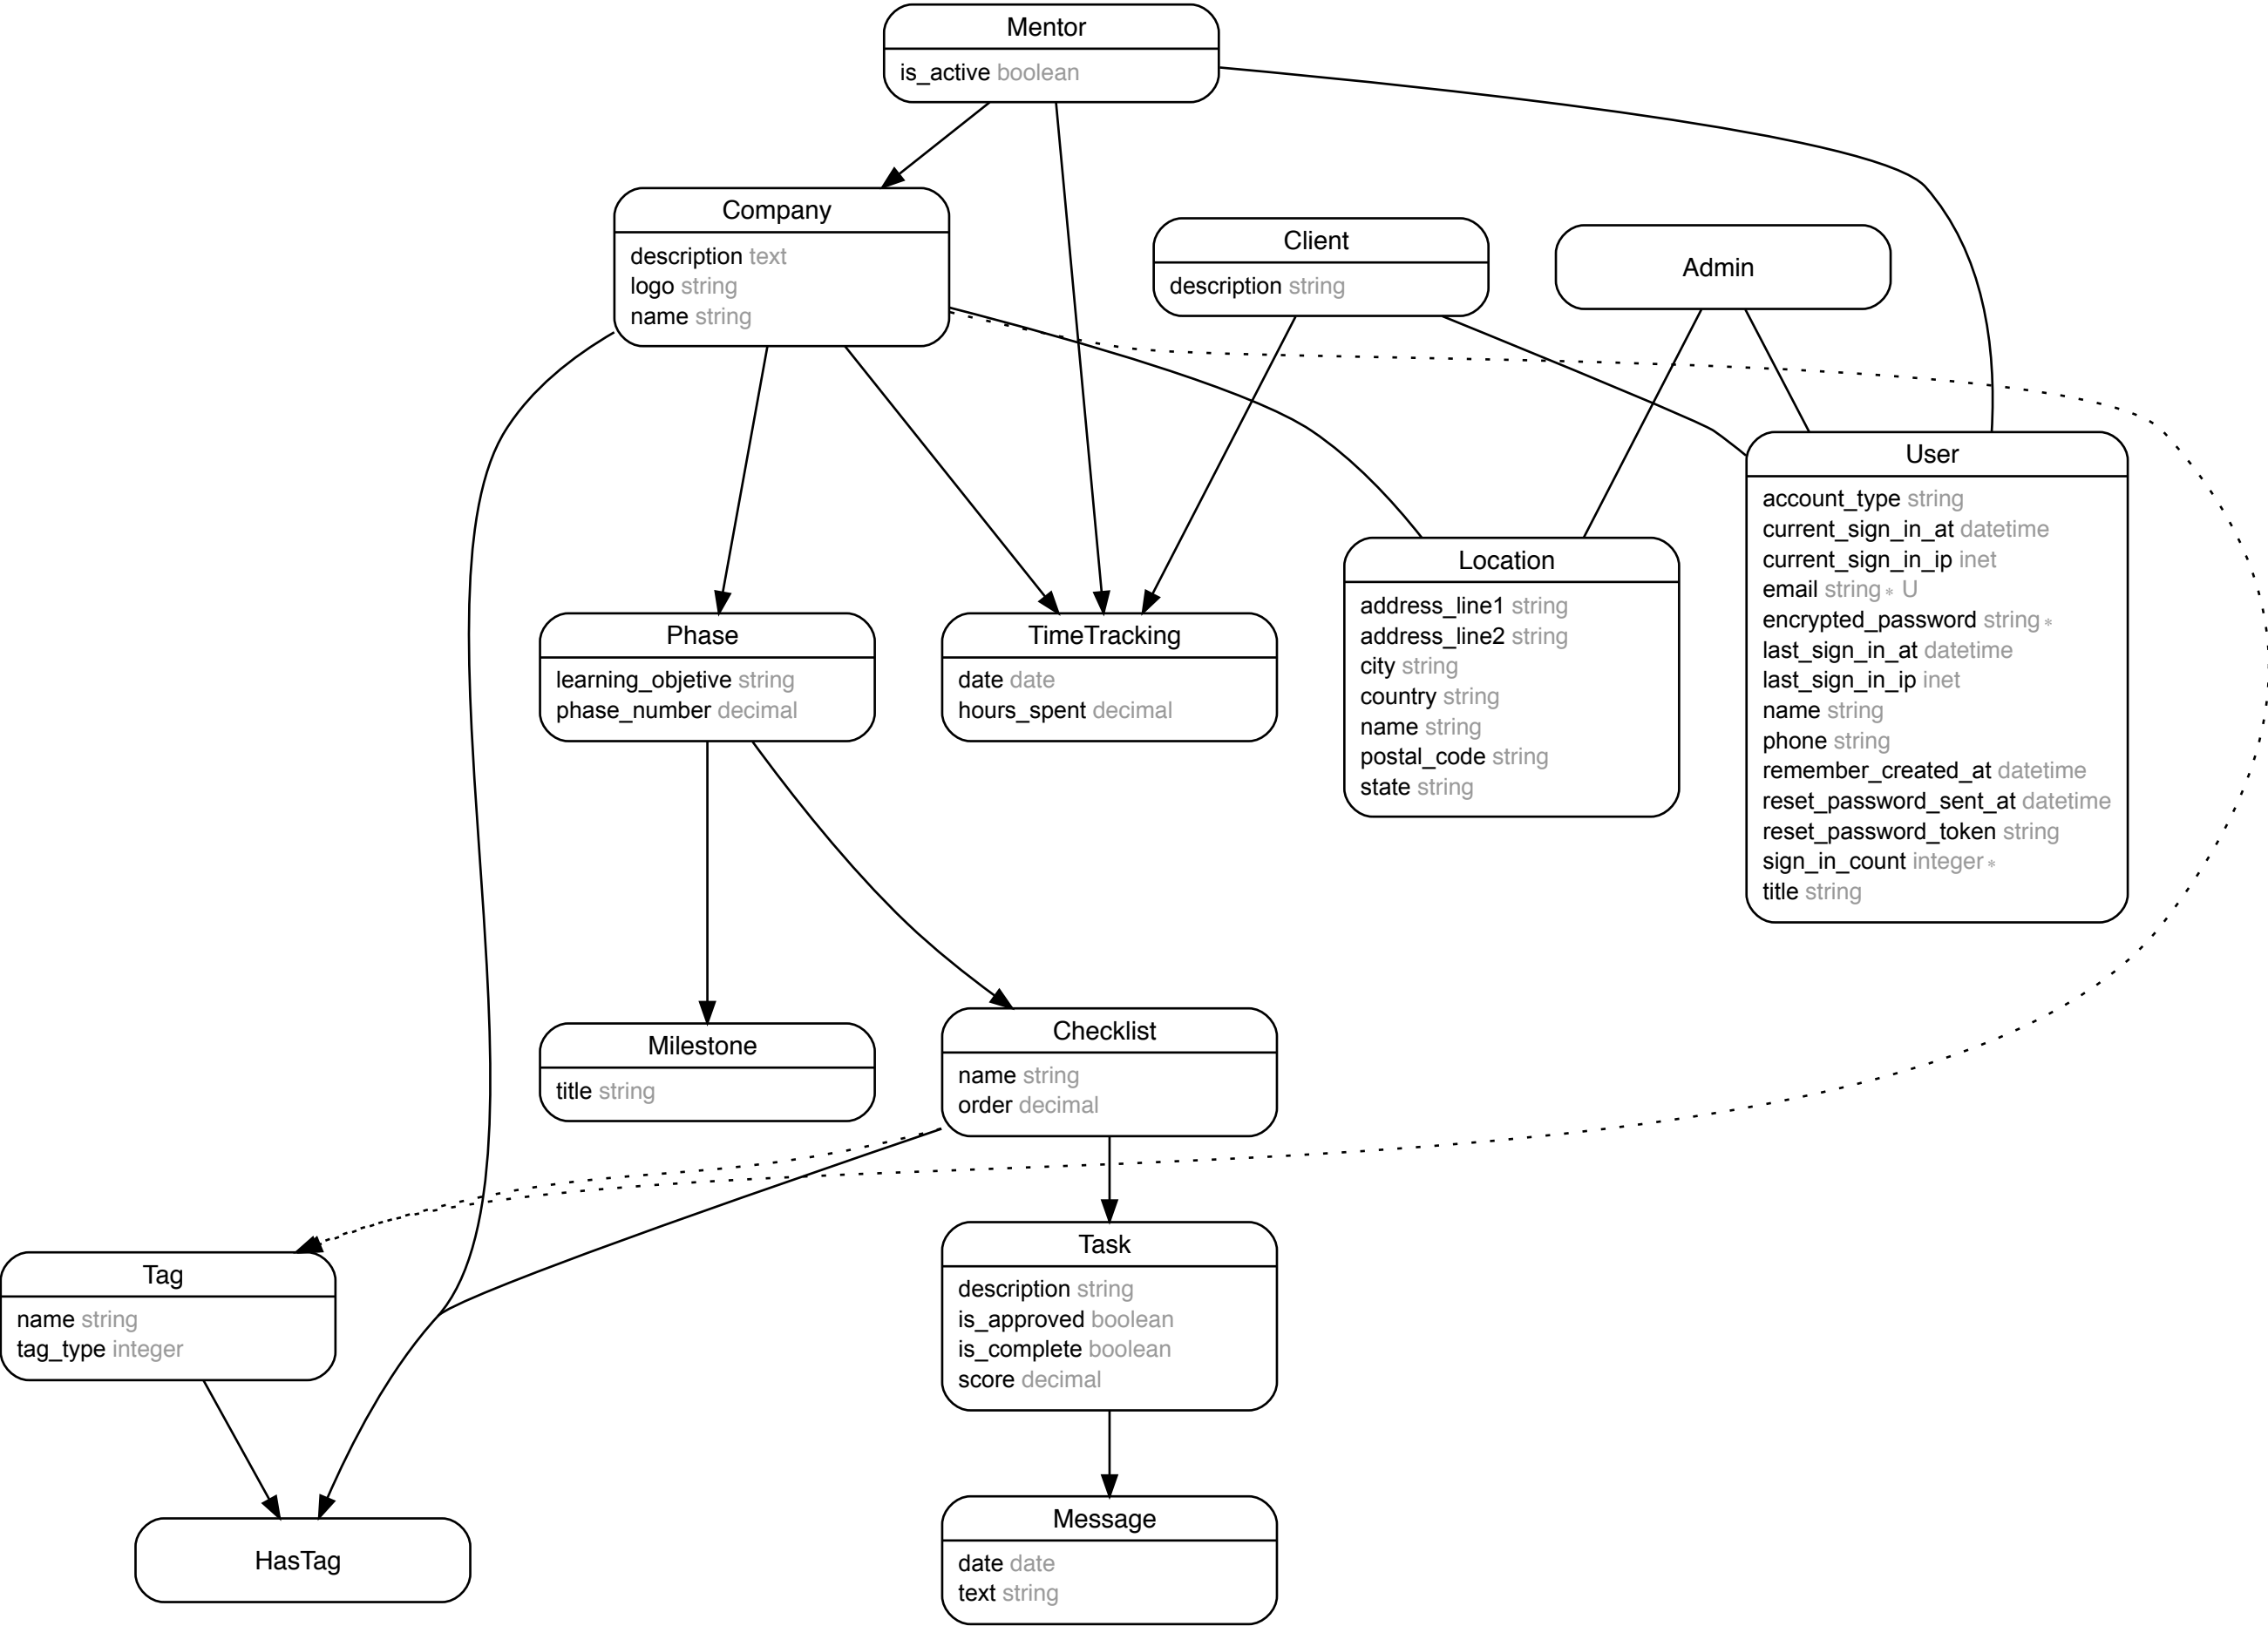 Mentor
is_active boolean
Company
description text
logo string
name string
Client
description string
Admin
User
account_type string
current_sign_in_at datetime
current_sign_in_ip inet
email string * U
encrypted_password string *
last_sign_in_at datetime
last_sign_in_ip inet
name string
phone string
remember_created_at datetime
reset_password_sent_at datetime
reset_password_token string
sign_in_count integer *
title string
Location
address_line1 string
address_line2 string
city string
country string
name string
postal_code string
state string
Phase
learning_objetive string
phase_number decimal
TimeTracking
date date
hours_spent decimal
Milestone
title string
Checklist
name string
order decimal
Tag
name string
tag_type integer
Task
description string
is_approved boolean
is_complete boolean
score decimal
HasTag
Message
date date
text string